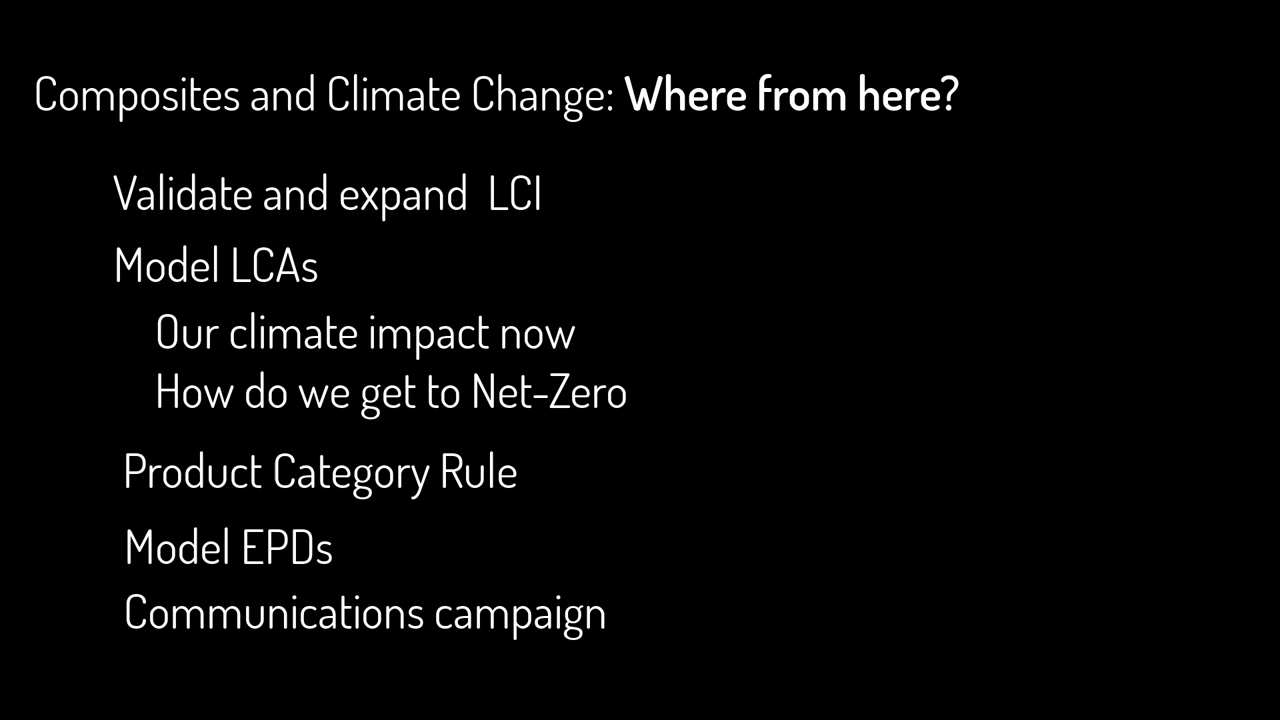 Composites and Climate Change: Where from here?
Validate and expand LCI
Model LCAs
Our climate impact now
How do we get to Net-Zero
Product Category Rule
Model EPDs
Communications campaign